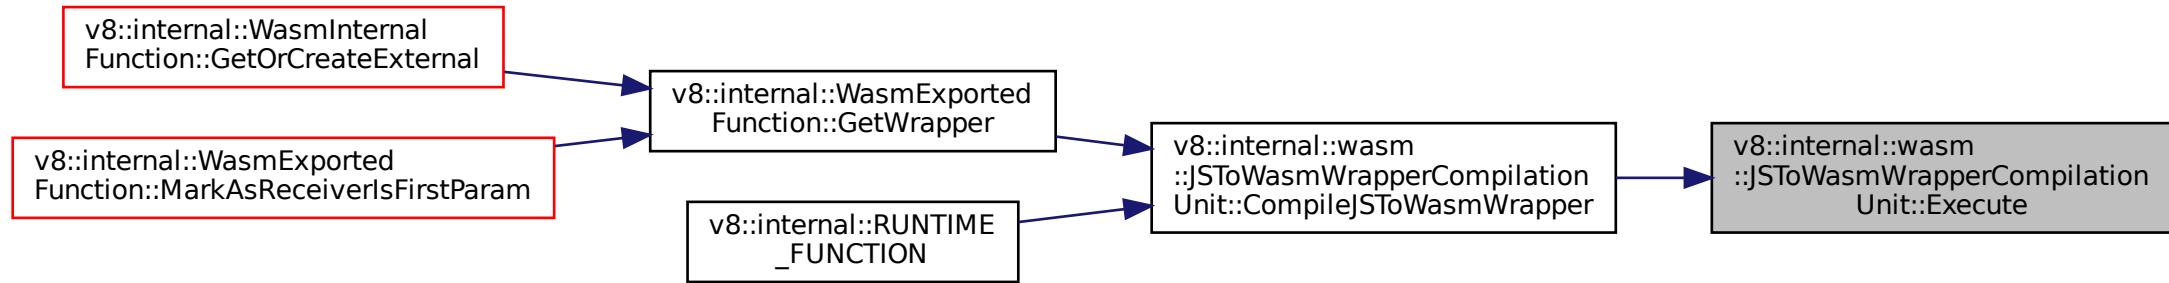 v8::internal::WasmInternal
Function::GetOrCreateExternal
v8::internal::WasmExported
Function::MarkAsReceiverIsFirstParam
v8::internal::WasmExported
Function::GetWrapper
v8::internal::RUNTIME
_FUNCTION
v8::internal::wasm
::JSToWasmWrapperCompilation
Unit::CompileJSToWasmWrapper
v8::internal::wasm
::JSToWasmWrapperCompilation
Unit::Execute